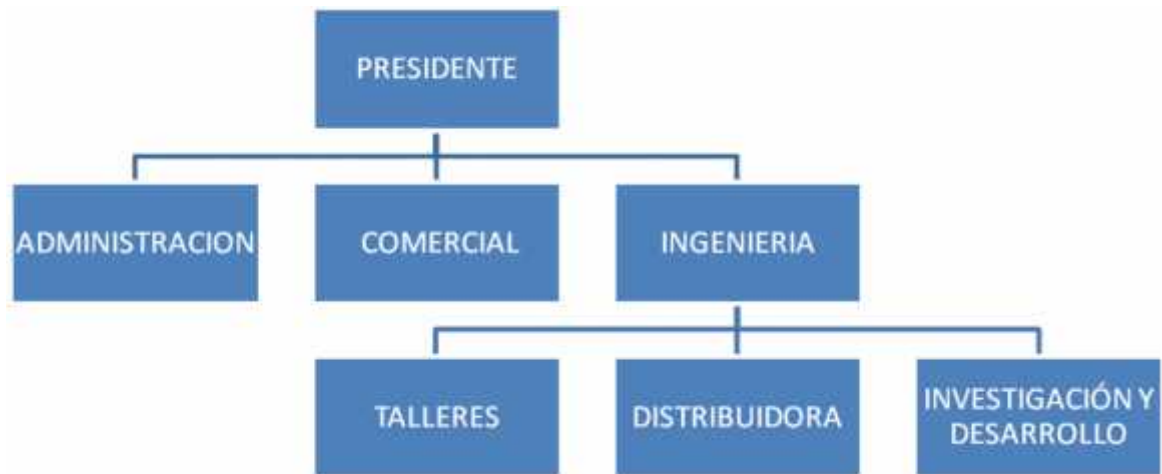 PRESIDENTE
ADMINISTRACION
COMERCIAL
INGENIERIA
TALLERES
DISTRIBUIDORA
INVESTIGACIÓN Y
DESARROLLO